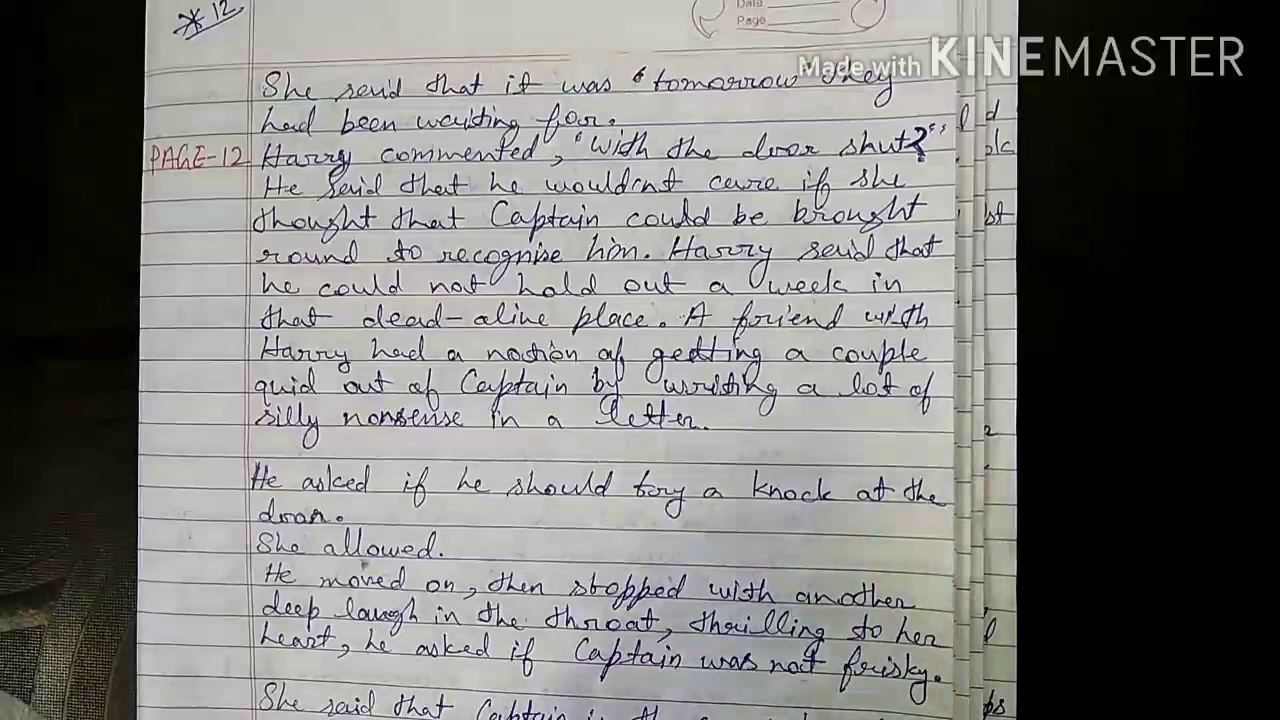 * 12
Date
Page
Made with KINEMASTER
She said that it was "tomorrow" they
had been waiting for.
PAGE-12 Harry commented, "with the door shut?"
He said that he wouldn't care if she
thought that Captain could be brought
round to recognise him. Harry said that
he could not hold out a week in
that dead-alive place. A friend with
Harry had a notion of getting a couple
quid out of Captain by writing a lot of
silly nonsense in a letter.
He asked if he should try a knock at the
door.
She allowed.
He moved on, then stopped with another
deep laugh in the throat, thrilling to her
heart, he asked if Captain was not frisky.
She said that Captain